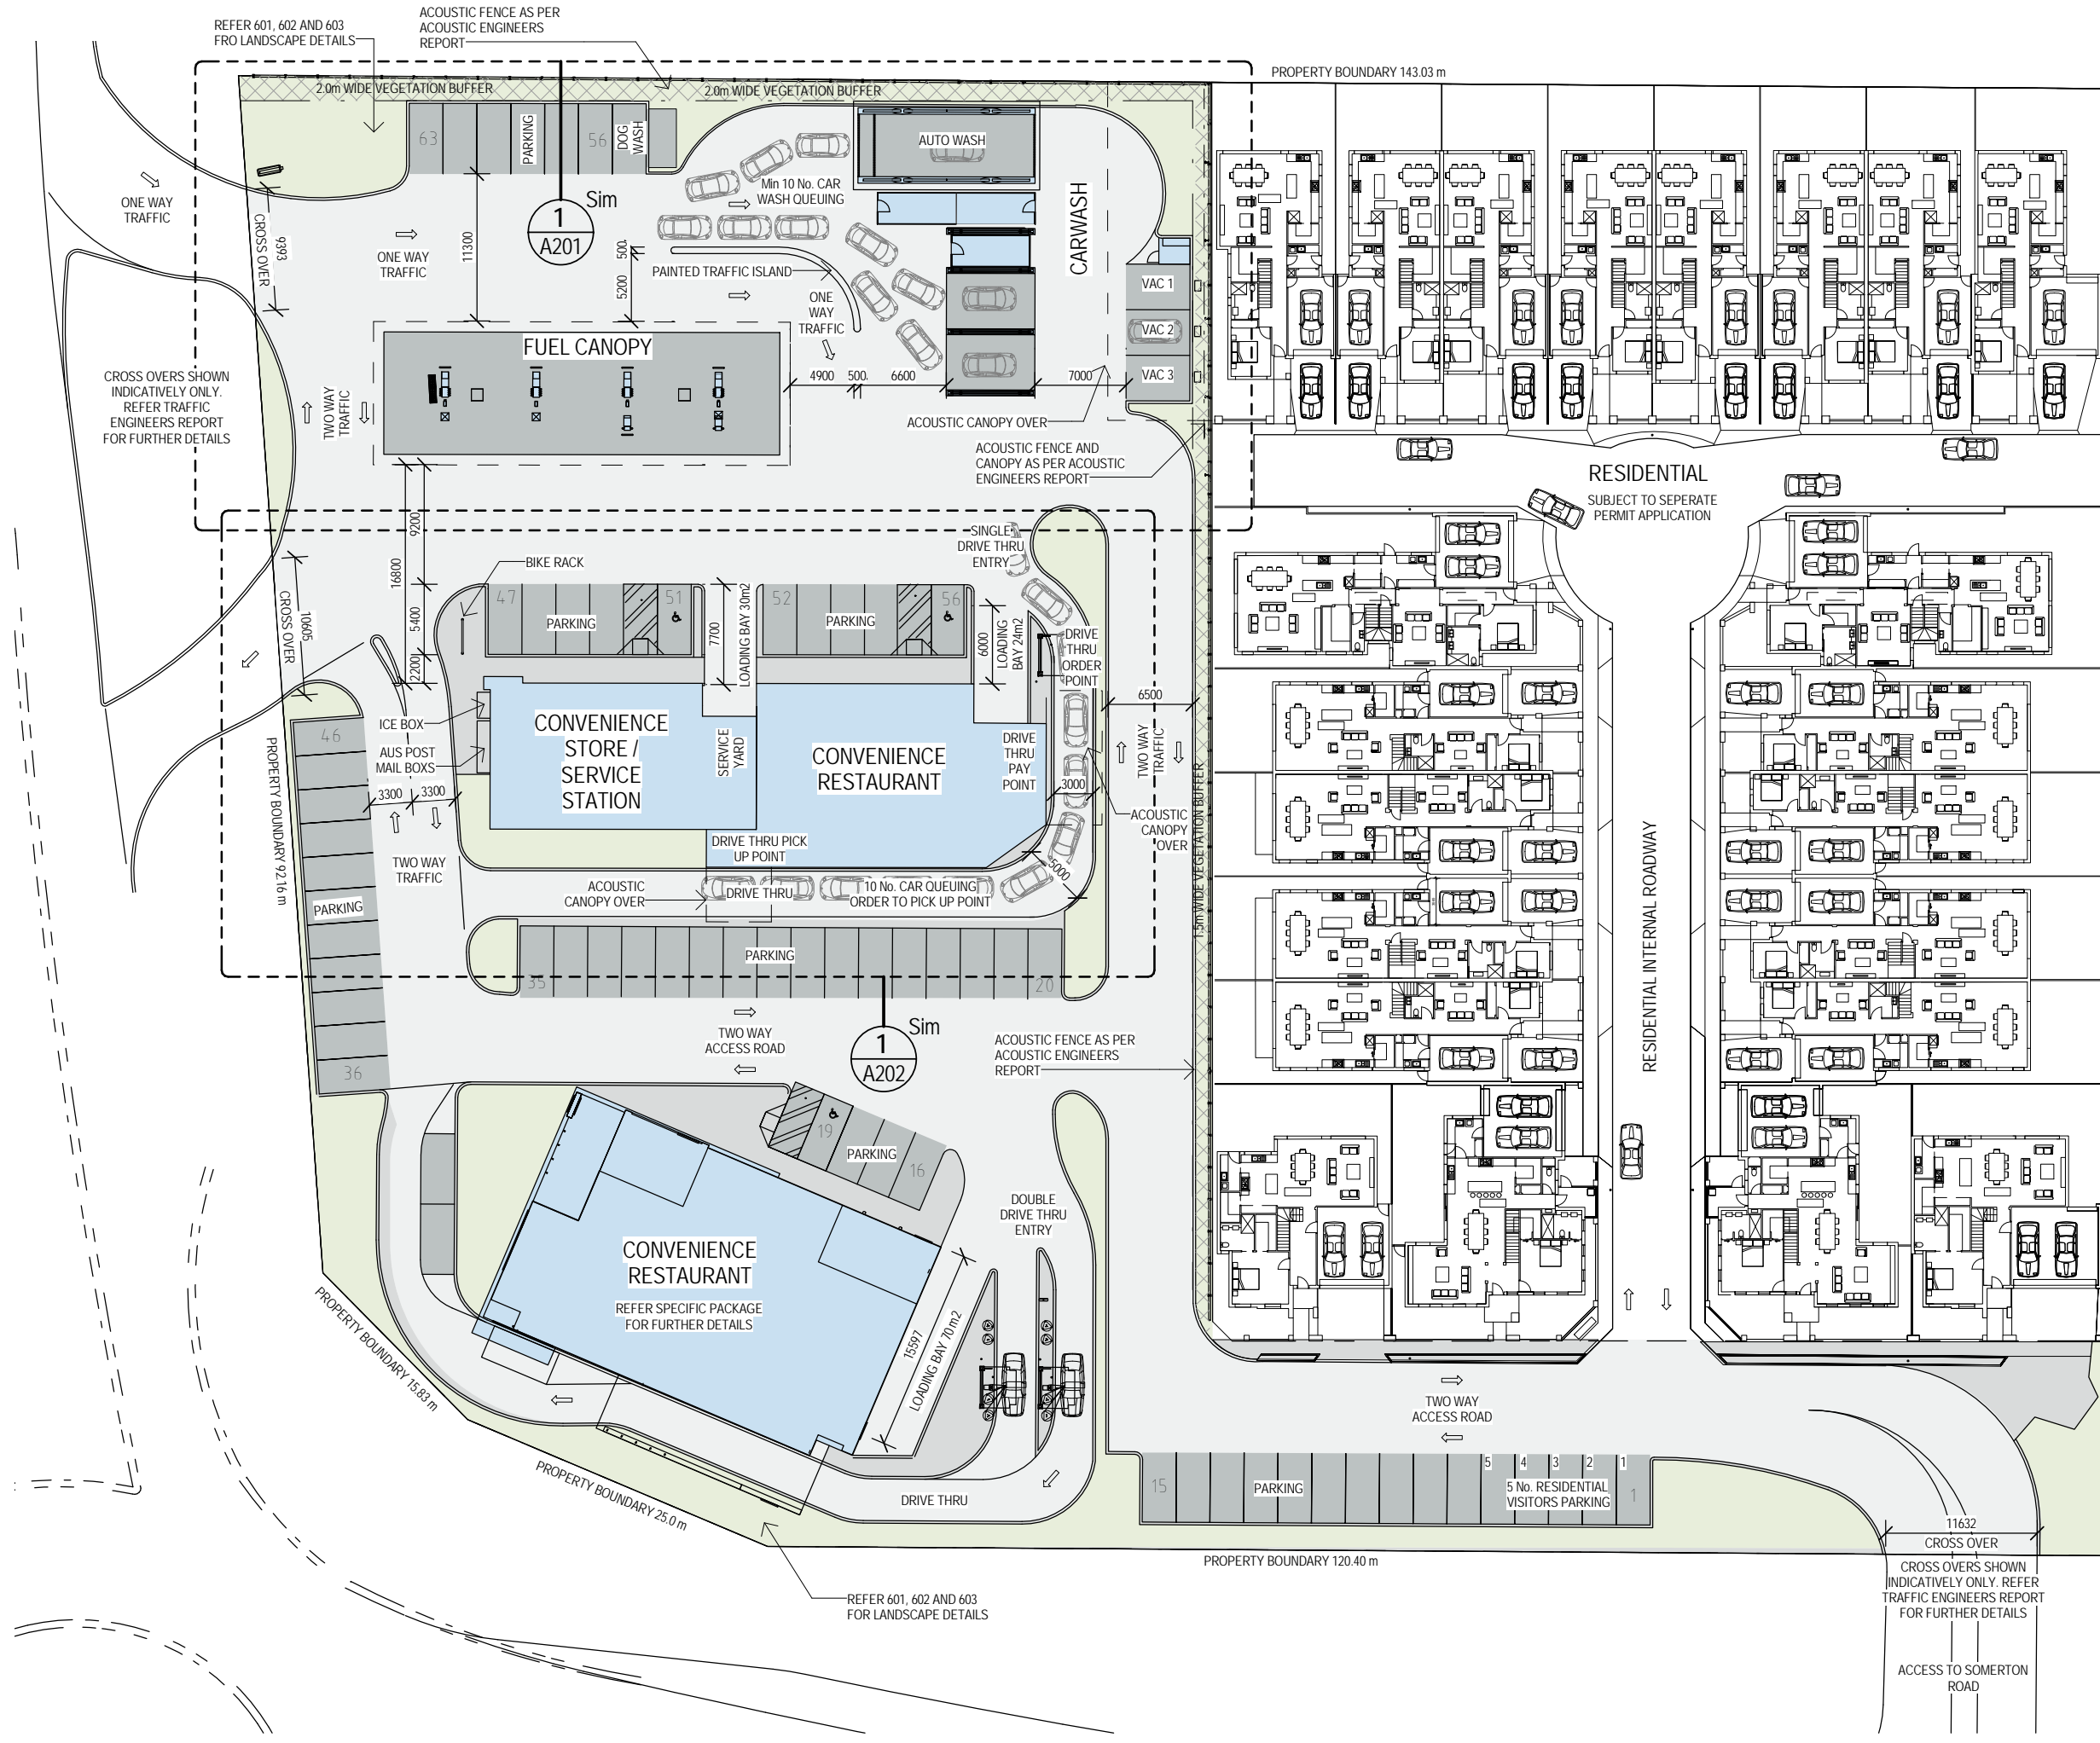 REFER 601, 602 AND 603
FRO LANDSCAPE DETAILS
ACOUSTIC FENCE AS PER
ACOUSTIC ENGINEERS
REPORT
PROPERTY BOUNDARY 143.03 m
2.0m WIDE VEGETATION BUFFER
2.0m WIDE VEGETATION BUFFER
63
PARKING
56
DOG
WASH
AUTO WASH
Min 10 No. CAR
WASH QUEUING
CARWASH
ONE WAY
TRAFFIC
CROSS OVER
9393
ONE WAY
TRAFFIC
11300
1
Sim
A201
500
5200
PAINTED TRAFFIC ISLAND
ONE
WAY
TRAFFIC
VAC 1
VAC 2
VAC 3
FUEL CANOPY
4900
500
6600
7000
CROSS OVERS SHOWN
INDICATIVELY ONLY.
REFER TRAFFIC
ENGINEERS REPORT
FOR FURTHER DETAILS
TWO WAY
TRAFFIC
ACOUSTIC CANOPY OVER
ACOUSTIC FENCE AND
CANOPY AS PER ACOUSTIC
ENGINEERS REPORT
RESIDENTIAL
SUBJECT TO SEPERATE
PERMIT APPLICATION
9200
16800
5400
2200
BIKE RACK
SINGLE
DRIVE THRU
ENTRY
CROSS OVER
10605
47
PARKING
51
7700
LOADING BAY 30m2
52
PARKING
56
6000
LOADING
BAY 24m2
DRIVE
THRU
ORDER
POINT
6500
ICE BOX
AUS POST
MAIL BOXS
CONVENIENCE
STORE /
SERVICE
STATION
SERVICE
YARD
CONVENIENCE
RESTAURANT
DRIVE
THRU
PAY
POINT
3000
TWO WAY
TRAFFIC
46
PROPERTY BOUNDARY 92.16 m
3300
3300
TWO WAY
TRAFFIC
PARKING
36
ACOUSTIC
CANOPY
OVER
1.5m WIDE VEGETATION BUFFER
DRIVE THRU PICK
UP POINT
ACOUSTIC
CANOPY OVER
DRIVE THRU
10 No. CAR QUEUING
ORDER TO PICK UP POINT
5000
PARKING
35
20
RESIDENTIAL INTERNAL ROADWAY
TWO WAY
ACCESS ROAD
1
Sim
A202
ACOUSTIC FENCE AS PER
ACOUSTIC ENGINEERS
REPORT
19
PARKING
16
DOUBLE
DRIVE THRU
ENTRY
CONVENIENCE
RESTAURANT
REFER SPECIFIC PACKAGE
FOR FURTHER DETAILS
15597
LOADING BAY 70m2
PROPERTY BOUNDARY 15.83 m
PROPERTY BOUNDARY 25.0 m
DRIVE THRU
TWO WAY
ACCESS ROAD
15
PARKING
5
4
3
2
1
5 No. RESIDENTIAL
VISITORS PARKING
1
PROPERTY BOUNDARY 120.40 m
11632
CROSS OVER
CROSS OVERS SHOWN
INDICATIVELY ONLY. REFER
TRAFFIC ENGINEERS REPORT
FOR FURTHER DETAILS
REFER 601, 602 AND 603
FOR LANDSCAPE DETAILS
ACCESS TO SOMERTON
ROAD